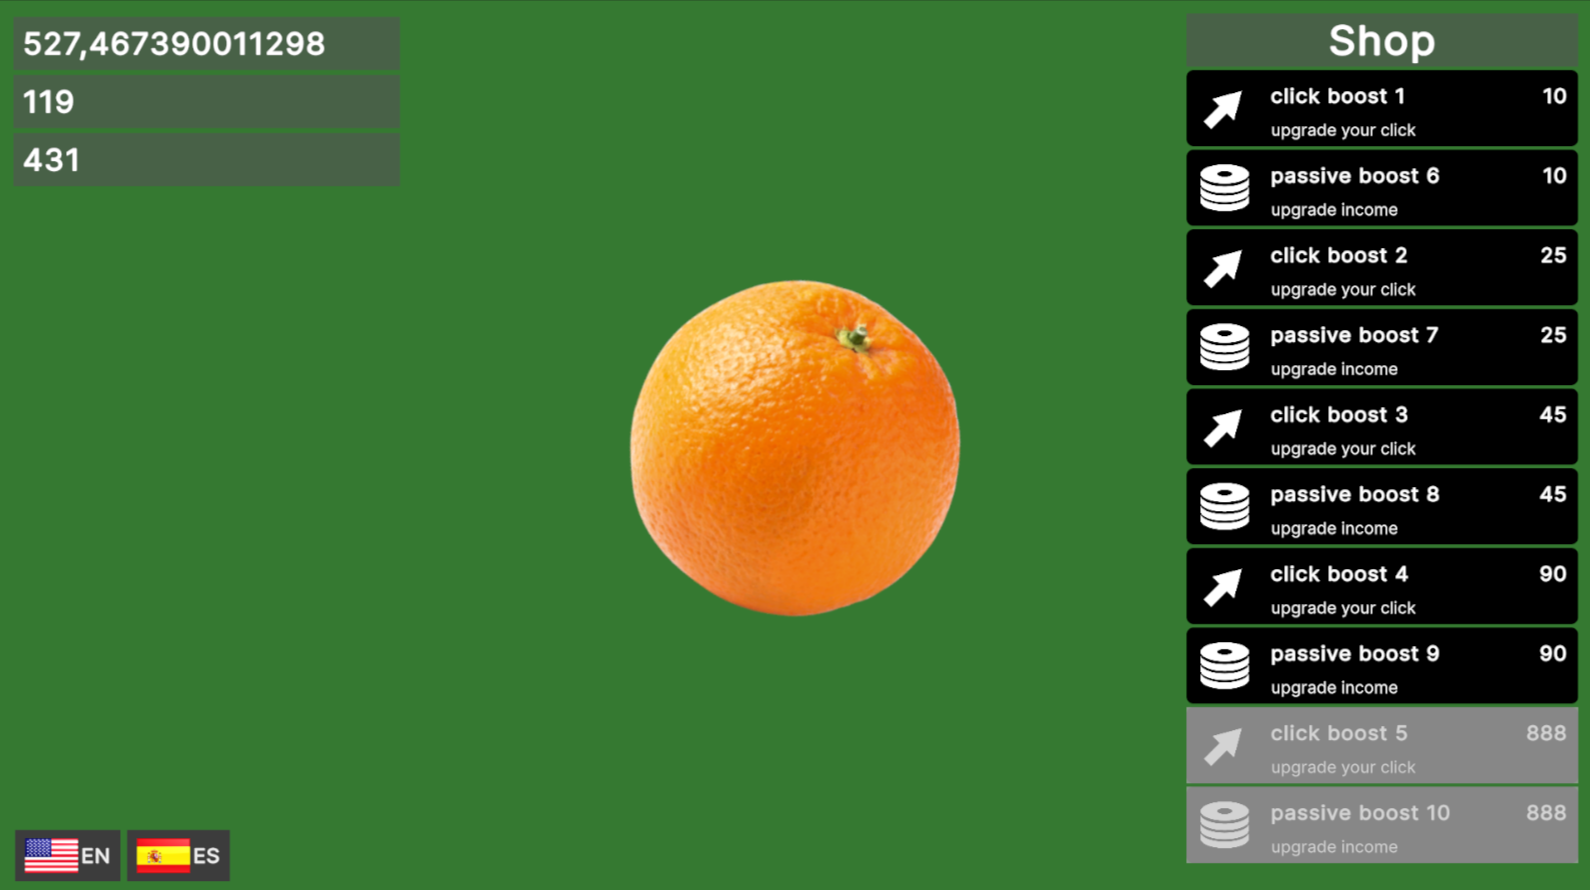 527,467390011298
119
431
Shop
click boost 1 10
upgrade your click
passive boost 6 10
upgrade income
click boost 2 25
upgrade your click
passive boost 7 25
upgrade income
click boost 3 45
upgrade your click
passive boost 8 45
upgrade income
click boost 4 90
upgrade your click
passive boost 9 90
upgrade income
click boost 5 888
upgrade your click
passive boost 10 888
upgrade income
EN ES